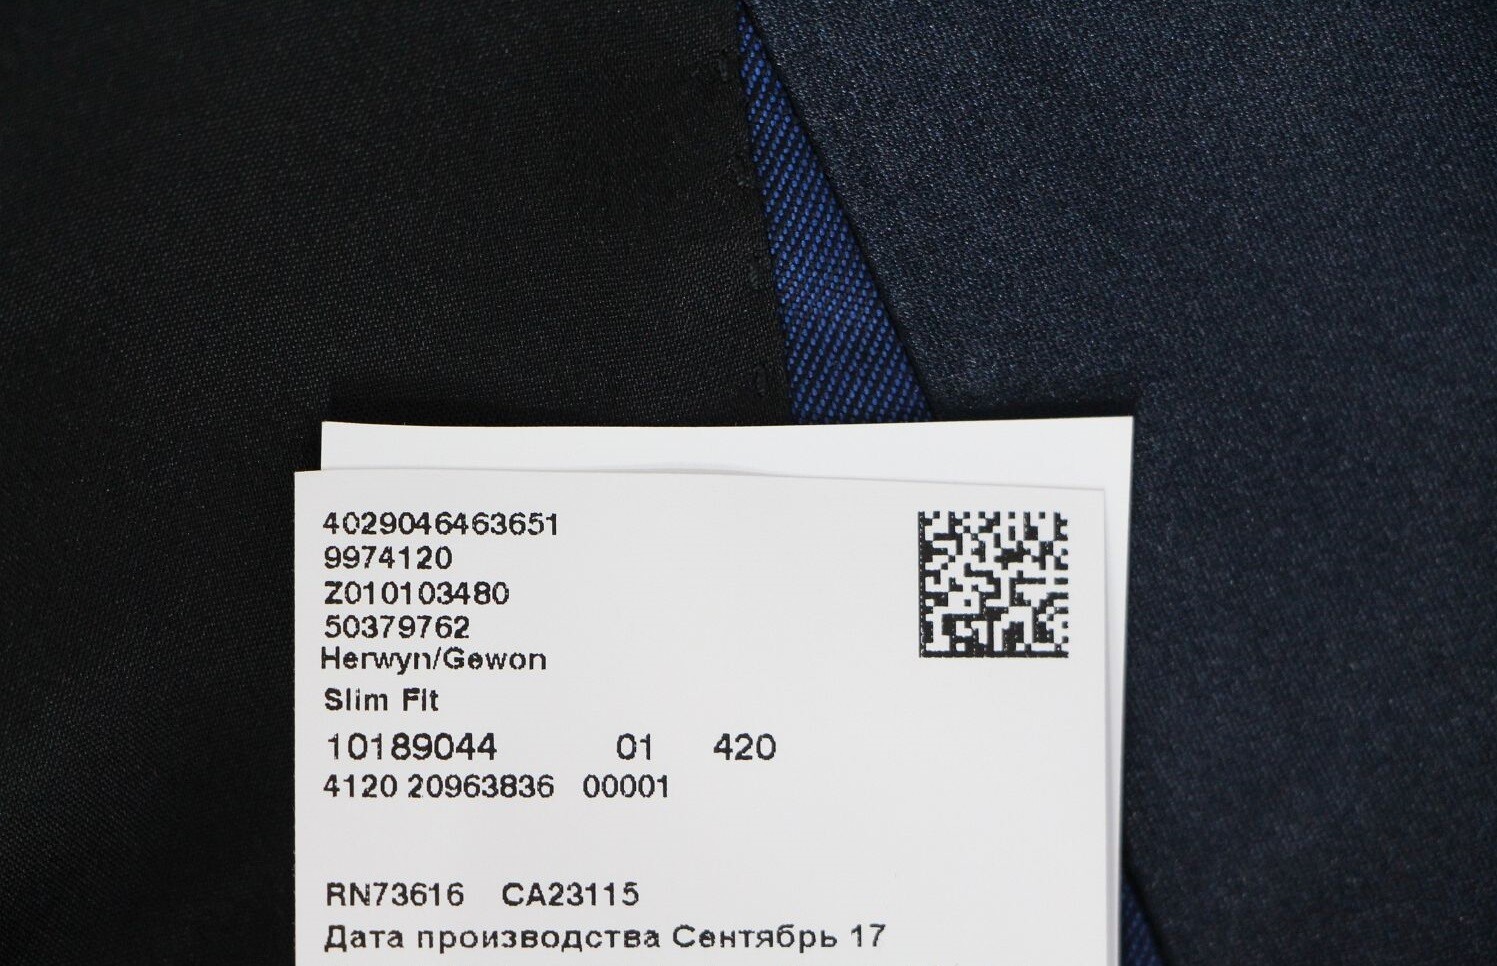 4029046463651
9974120
Z010103480
50379762
Herwyn/Gewon
Slim Fit
10189044 01 420
4120 20963836 00001
RN73616 CA23115
Дата производства Сентябрь 17